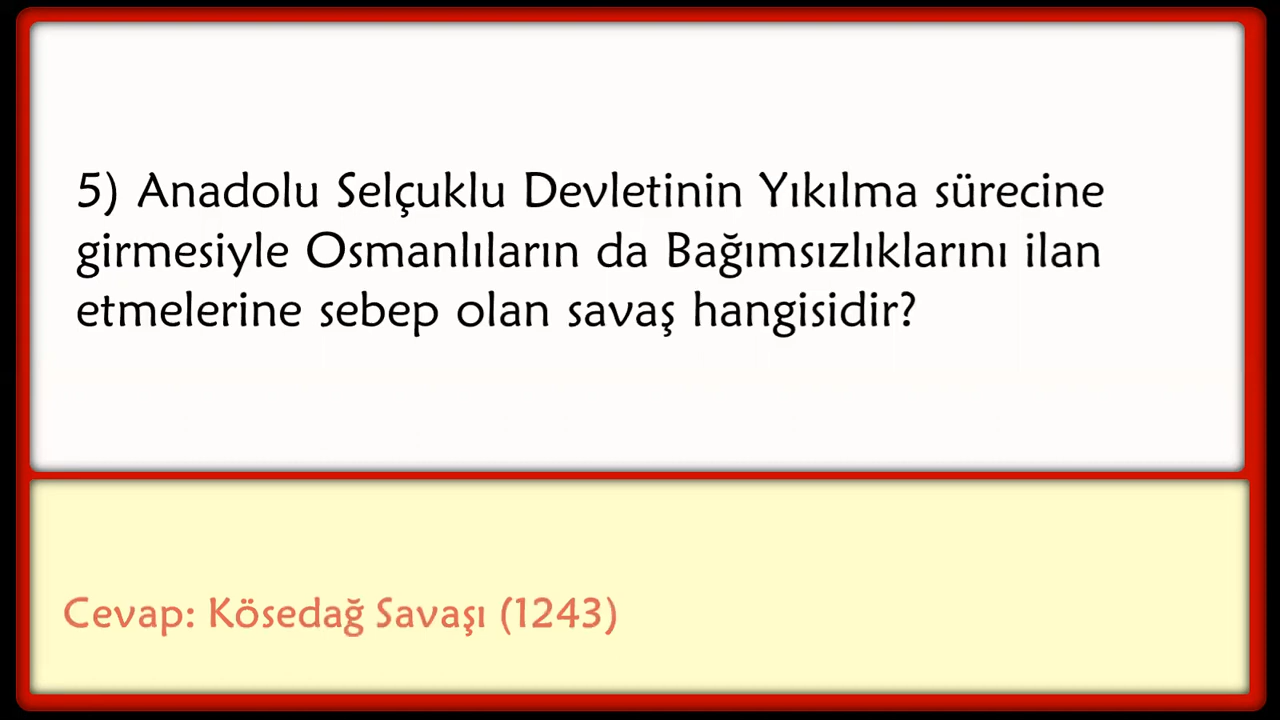 5) Anadolu Selçuklu Devletinin Yıkılma sürecine
girmesiyle Osmanlıların da Bağımsızlıklarını ilan
etmelerine sebep olan savaş hangisidir?
Cevap: Kösedağ Savaşı (1243)